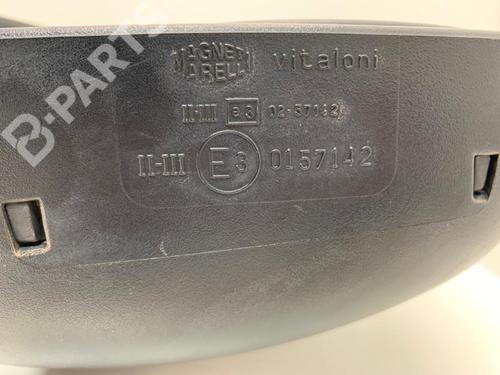 B-PARTS
MAGNETI MARELLI vitaloni
II-III e3 02-57142
II-III E3 0157142